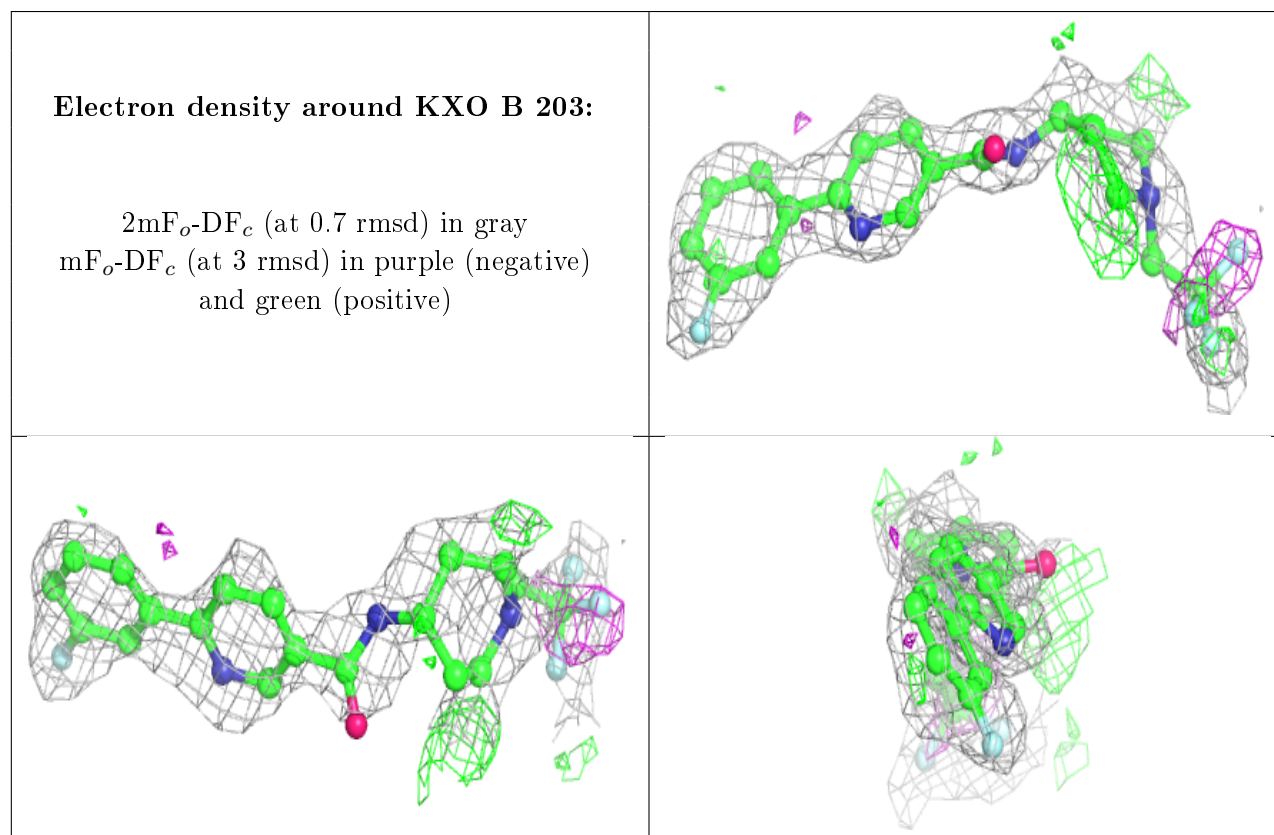 Electron density around KXO B 203:
2mFₒ-DF𝒸 (at 0.7 rmsd) in gray
mFₒ-DF𝒸 (at 3 rmsd) in purple (negative)
and green (positive)